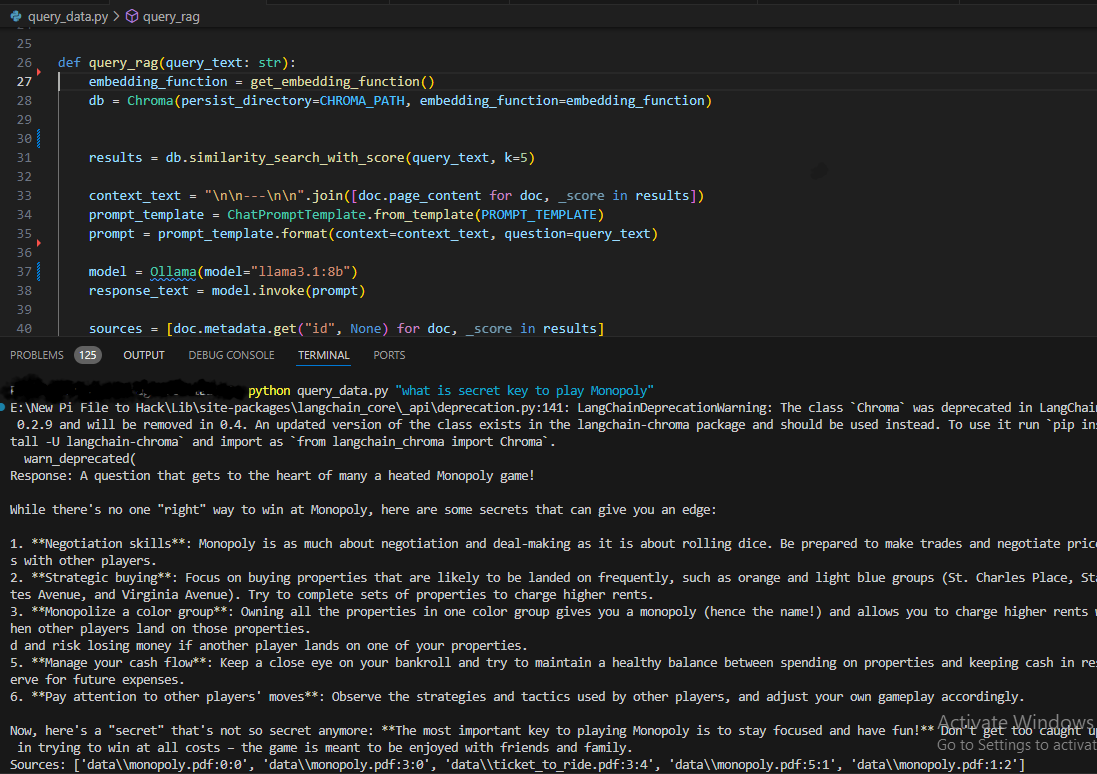 query_data.py > query_rag
25
26 def query_rag(query_text: str):
27 embedding_function = get_embedding_function()
28 db = Chroma(persist_directory=CHROMA_PATH, embedding_function=embedding_function)
29
30
31 results = db.similarity_search_with_score(query_text, k=5)
32
33 context_text = "\n\n---\n\n".join([doc.page_content for doc, _score in results])
34 prompt_template = ChatPromptTemplate.from_template(PROMPT_TEMPLATE)
35 prompt = prompt_template.format(context=context_text, question=query_text)
36
37 model = Ollama(model="llama3.1:8b")
38 response_text = model.invoke(prompt)
39
40 sources = [doc.metadata.get("id", None) for doc, _score in results]
PROBLEMS 125 OUTPUT DEBUG CONSOLE TERMINAL PORTS
python query_data.py "what is secret key to play Monopoly"
E:\New Pi File to Hack\Lib\site-packages\langchain_core\_api\deprecation.py:141: LangChainDeprecationWarning: The class `Chroma` was deprecated in LangChai
0.2.9 and will be removed in 0.4. An updated version of the class exists in the langchain-chroma package and should be used instead. To use it run `pip ins
tall -U langchain-chroma` and import as `from langchain_chroma import Chroma`.
warn_deprecated(
Response: A question that gets to the heart of many a heated Monopoly game!
While there's no one "right" way to win at Monopoly, here are some secrets that can give you an edge:
1. **Negotiation skills**: Monopoly is as much about negotiation and deal-making as it is about rolling dice. Be prepared to make trades and negotiate price
s with other players.
2. **Strategic buying**: Focus on buying properties that are likely to be landed on frequently, such as orange and light blue groups (St. Charles Place, Sta
tes Avenue, and Virginia Avenue). Try to complete sets of properties to charge higher rents.
3. **Monopolize a color group**: Owning all the properties in one color group gives you a monopoly (hence the name!) and allows you to charge higher rents w
hen other players land on those properties.
d and risk losing money if another player lands on one of your properties.
5. **Manage your cash flow**: Keep a close eye on your bankroll and try to maintain a healthy balance between spending on properties and keeping cash in res
erve for future expenses.
6. **Pay attention to other players' moves**: Observe the strategies and tactics used by other players, and adjust your own gameplay accordingly.
Now, here's a "secret" that's not so secret anymore: **The most important key to playing Monopoly is to stay focused and have fun!** Don't get too caught up
in trying to win at all costs – the game is meant to be enjoyed with friends and family.
Sources: ['data\\monopoly.pdf:0:0', 'data\\monopoly.pdf:3:0', 'data\\ticket_to_ride.pdf:3:4', 'data\\monopoly.pdf:5:1', 'data\\monopoly.pdf:1:2']
Activate Windows
Go to Settings to activat